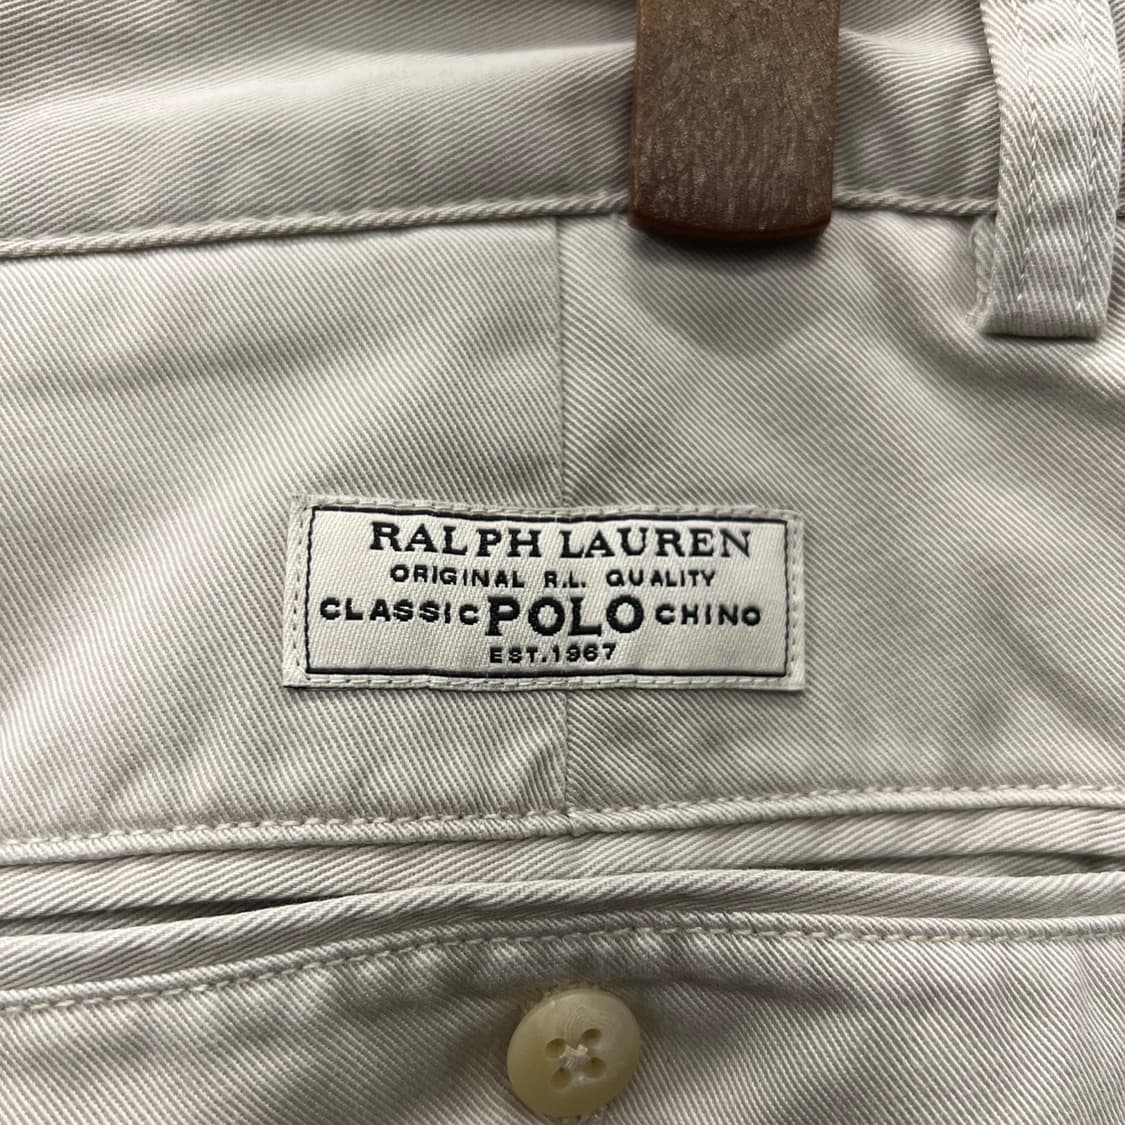 RALPH LAUREN
ORIGINAL R.L. QUALITY
CLASSIC POLO CHINO
EST.1967